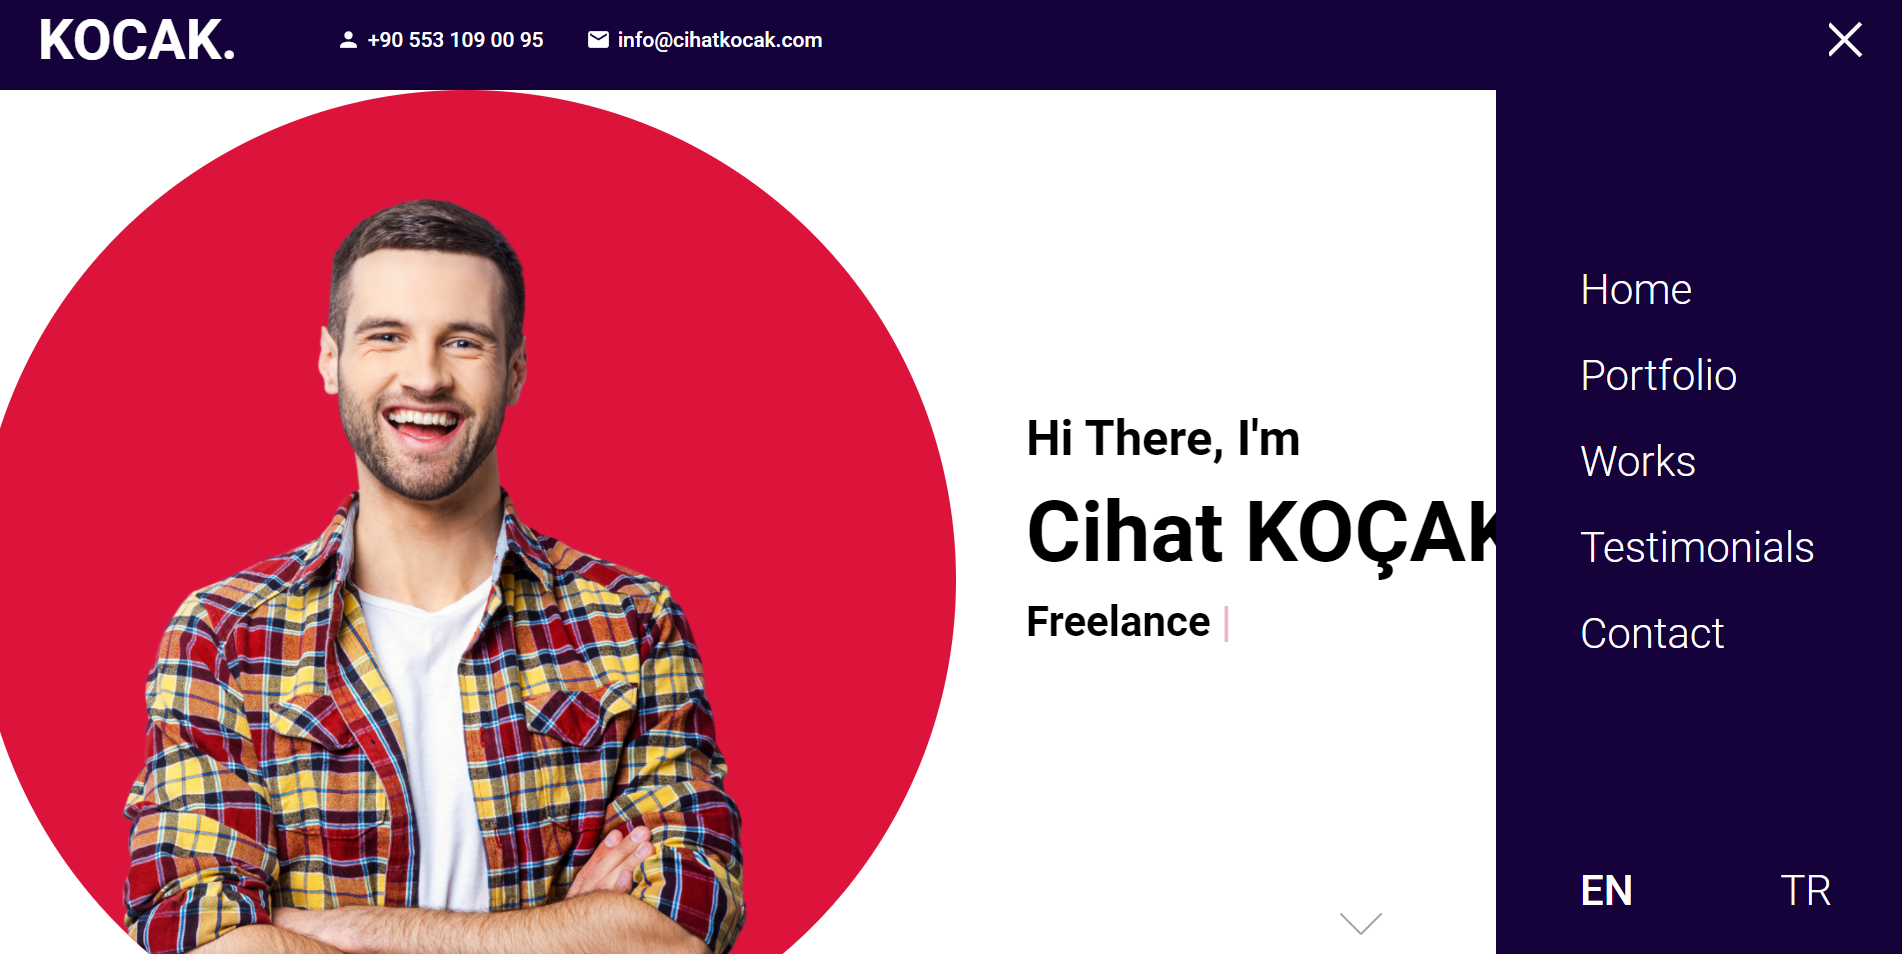 KOCAK.
+90 553 109 00 95
info@cihatkocak.com
Hi There, I'm
Cihat KOÇAK
Freelance |
Home
Portfolio
Works
Testimonials
Contact
EN
TR